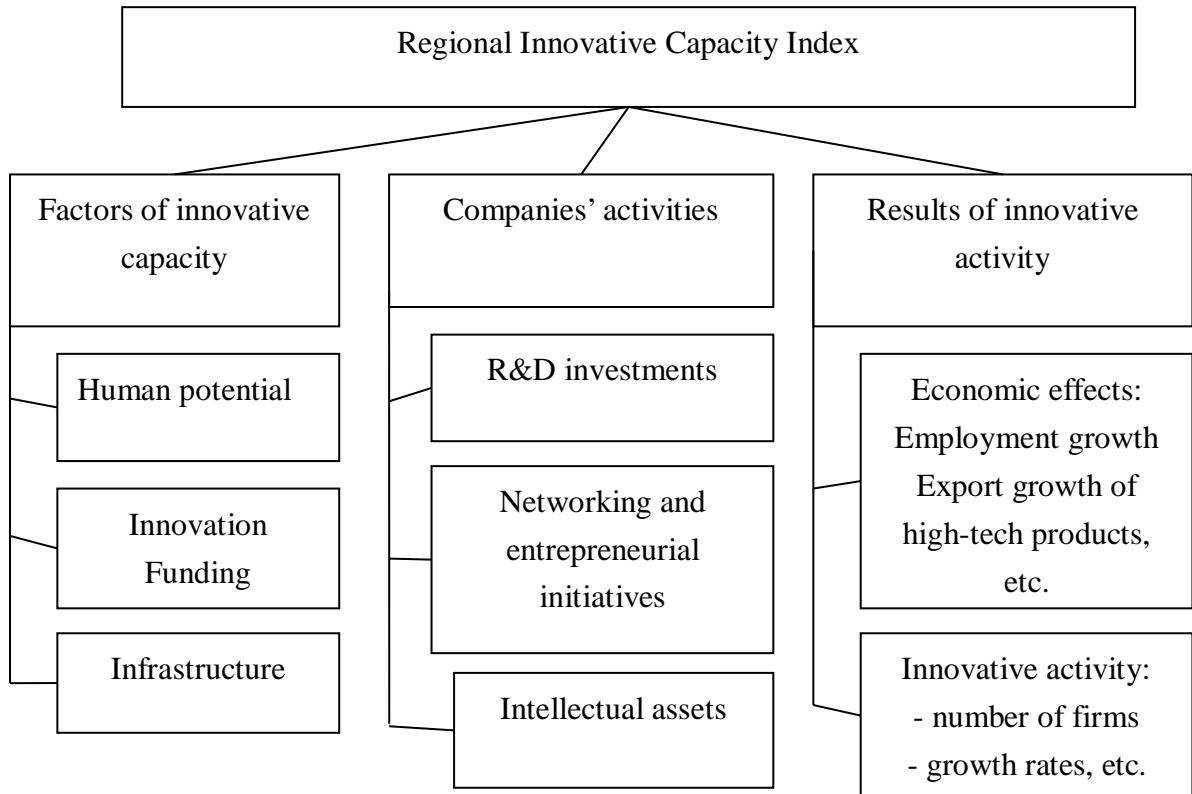 Regional Innovative Capacity Index
Factors of innovative
capacity
Human potential
Innovation
Funding
Infrastructure
Companies’ activities
R&D investments
Networking and
entrepreneurial
initiatives
Intellectual assets
Results of innovative
activity
Economic effects:
Employment growth
Export growth of
high-tech products,
etc.
Innovative activity:
- number of firms
- growth rates, etc.